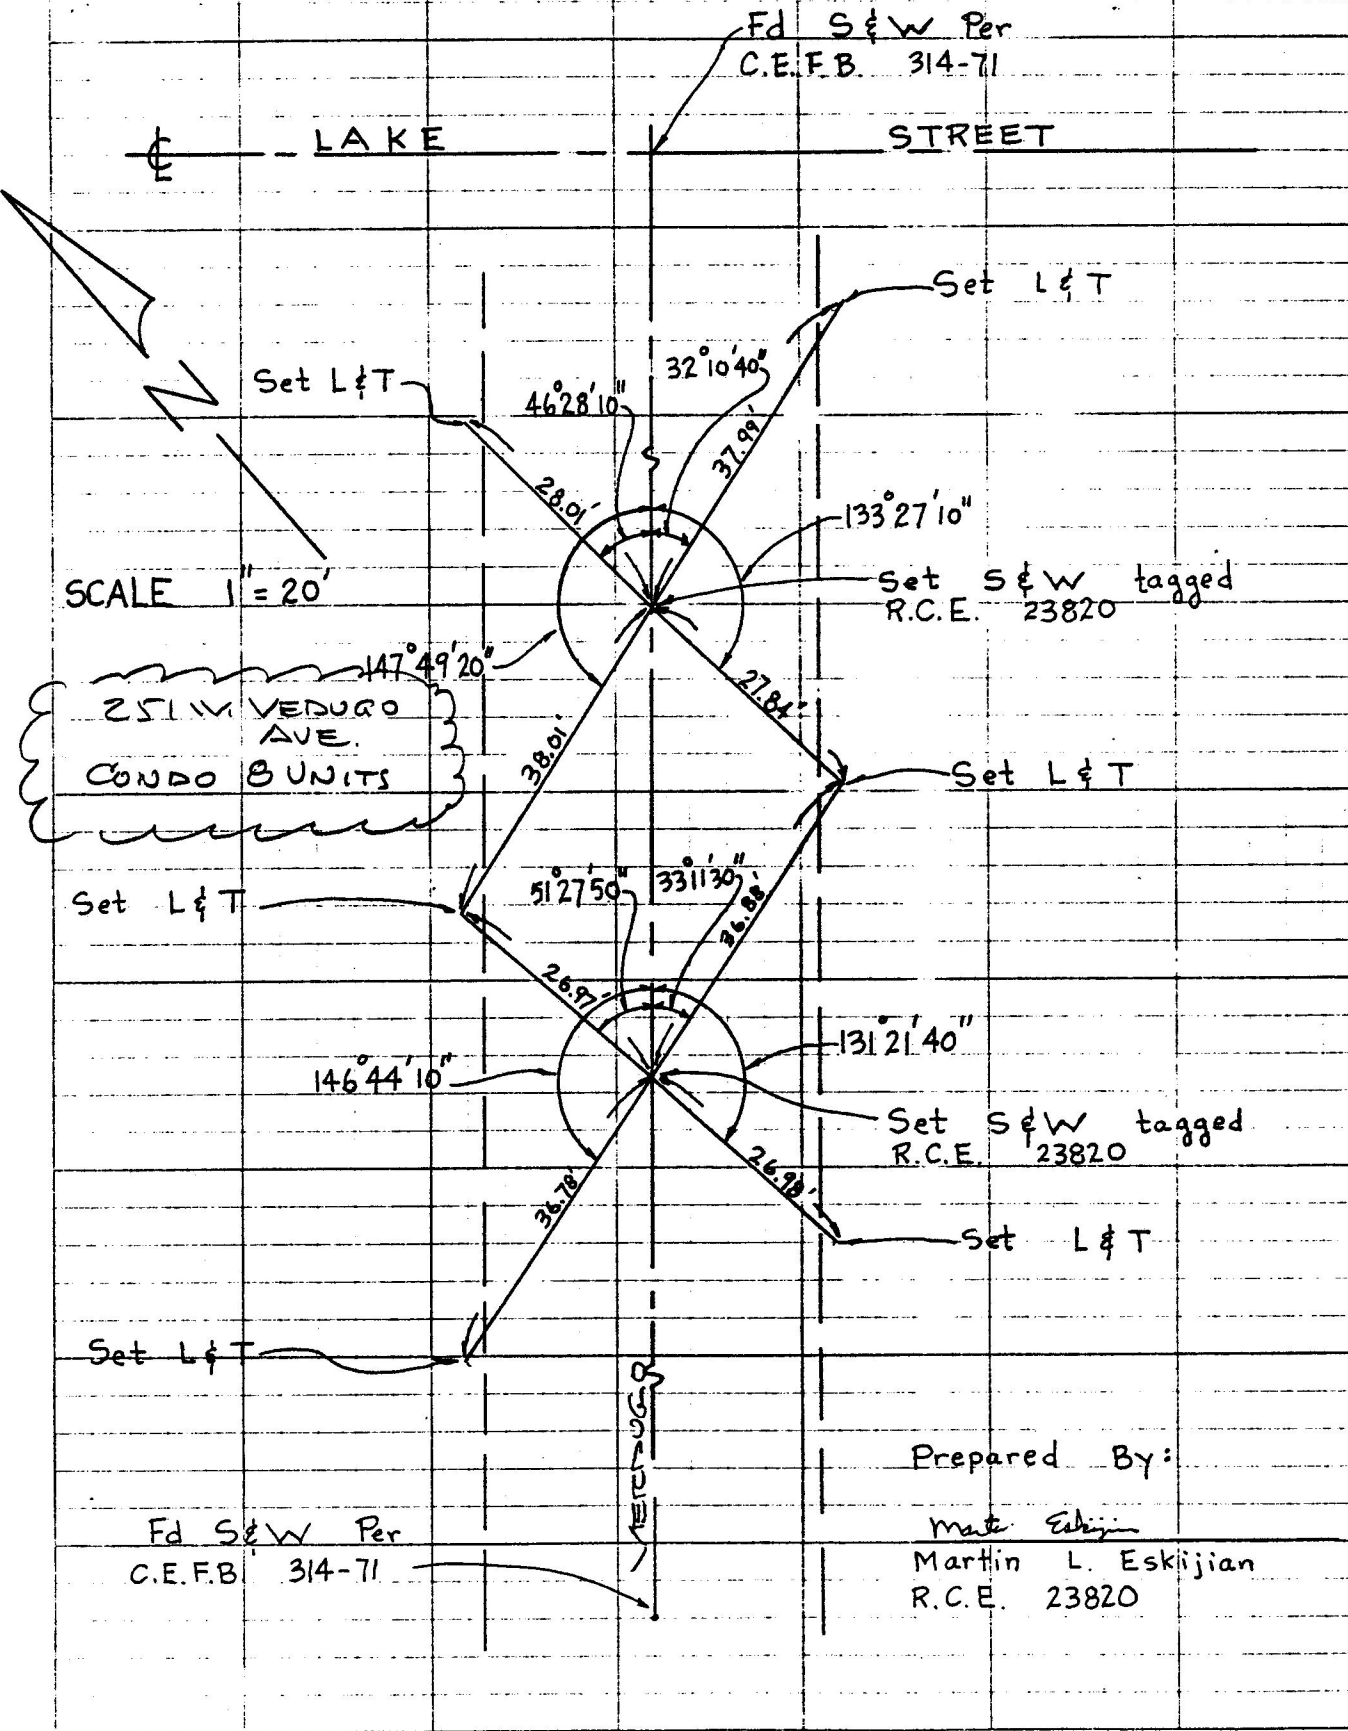 Fd S & W Per
C.E.F.B. 314-71
℄ LAKE STREET
Set L & T
32°10'40"
Set L & T
46°28'10"
37.99'
28.01'
133°27'10"
Set S & W tagged
R.C.E. 23820
SCALE 1" = 20'
147°49'20"
27.84'
251 W. VEDUGO
AVE.
CONDO 8 UNITS
38.01'
Set L & T
51°27'50"
33°11'30"
36.88'
Set L & T
26.97'
131°21'40"
146°44'10"
Set S & W tagged
R.C.E. 23820
26.98'
36.78'
Set L & T
Set L & T
VERDUGO
Prepared By:
Fd S & W Per
C.E.F.B. 314-71
Martin L. Eskijian
R.C.E. 23820